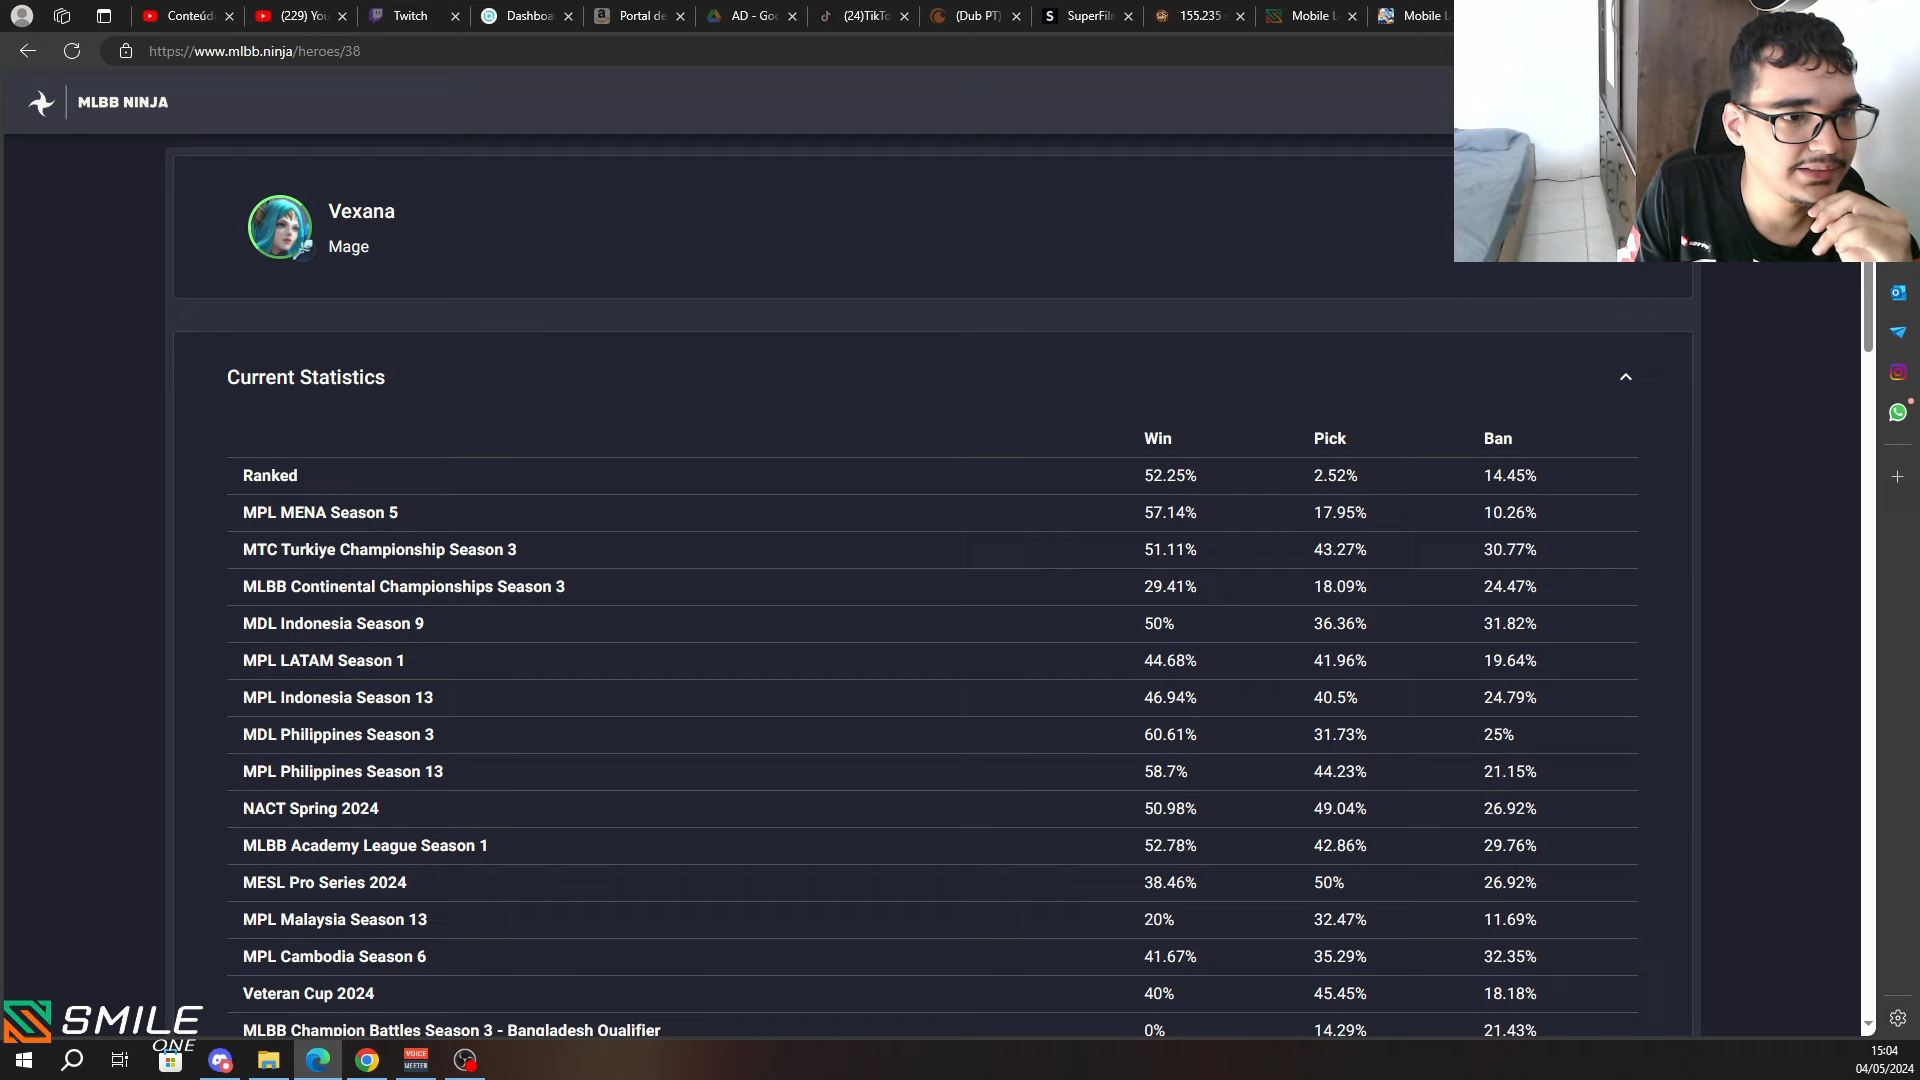 Conteúd
(229) You
Twitch
Dashboa
Portal de
AD - Goo
(24)TikTo
(Dub PT)
SuperFilm
155.235
Mobile L
Mobile L
https://www.mlbb.ninja/heroes/38
MLBB NINJA
Vexana
Mage
Current Statistics
Win Pick Ban
Ranked 52.25% 2.52% 14.45%
MPL MENA Season 5 57.14% 17.95% 10.26%
MTC Turkiye Championship Season 3 51.11% 43.27% 30.77%
MLBB Continental Championships Season 3 29.41% 18.09% 24.47%
MDL Indonesia Season 9 50% 36.36% 31.82%
MPL LATAM Season 1 44.68% 41.96% 19.64%
MPL Indonesia Season 13 46.94% 40.5% 24.79%
MDL Philippines Season 3 60.61% 31.73% 25%
MPL Philippines Season 13 58.7% 44.23% 21.15%
NACT Spring 2024 50.98% 49.04% 26.92%
MLBB Academy League Season 1 52.78% 42.86% 29.76%
MESL Pro Series 2024 38.46% 50% 26.92%
MPL Malaysia Season 13 20% 32.47% 11.69%
MPL Cambodia Season 6 41.67% 35.29% 32.35%
Veteran Cup 2024 40% 45.45% 18.18%
MLBB Champion Battles Season 3 - Bangladesh Qualifier 0% 14.29% 21.43%
SMILE
ONE
VOICE
MEETER
15:04
04/05/2024